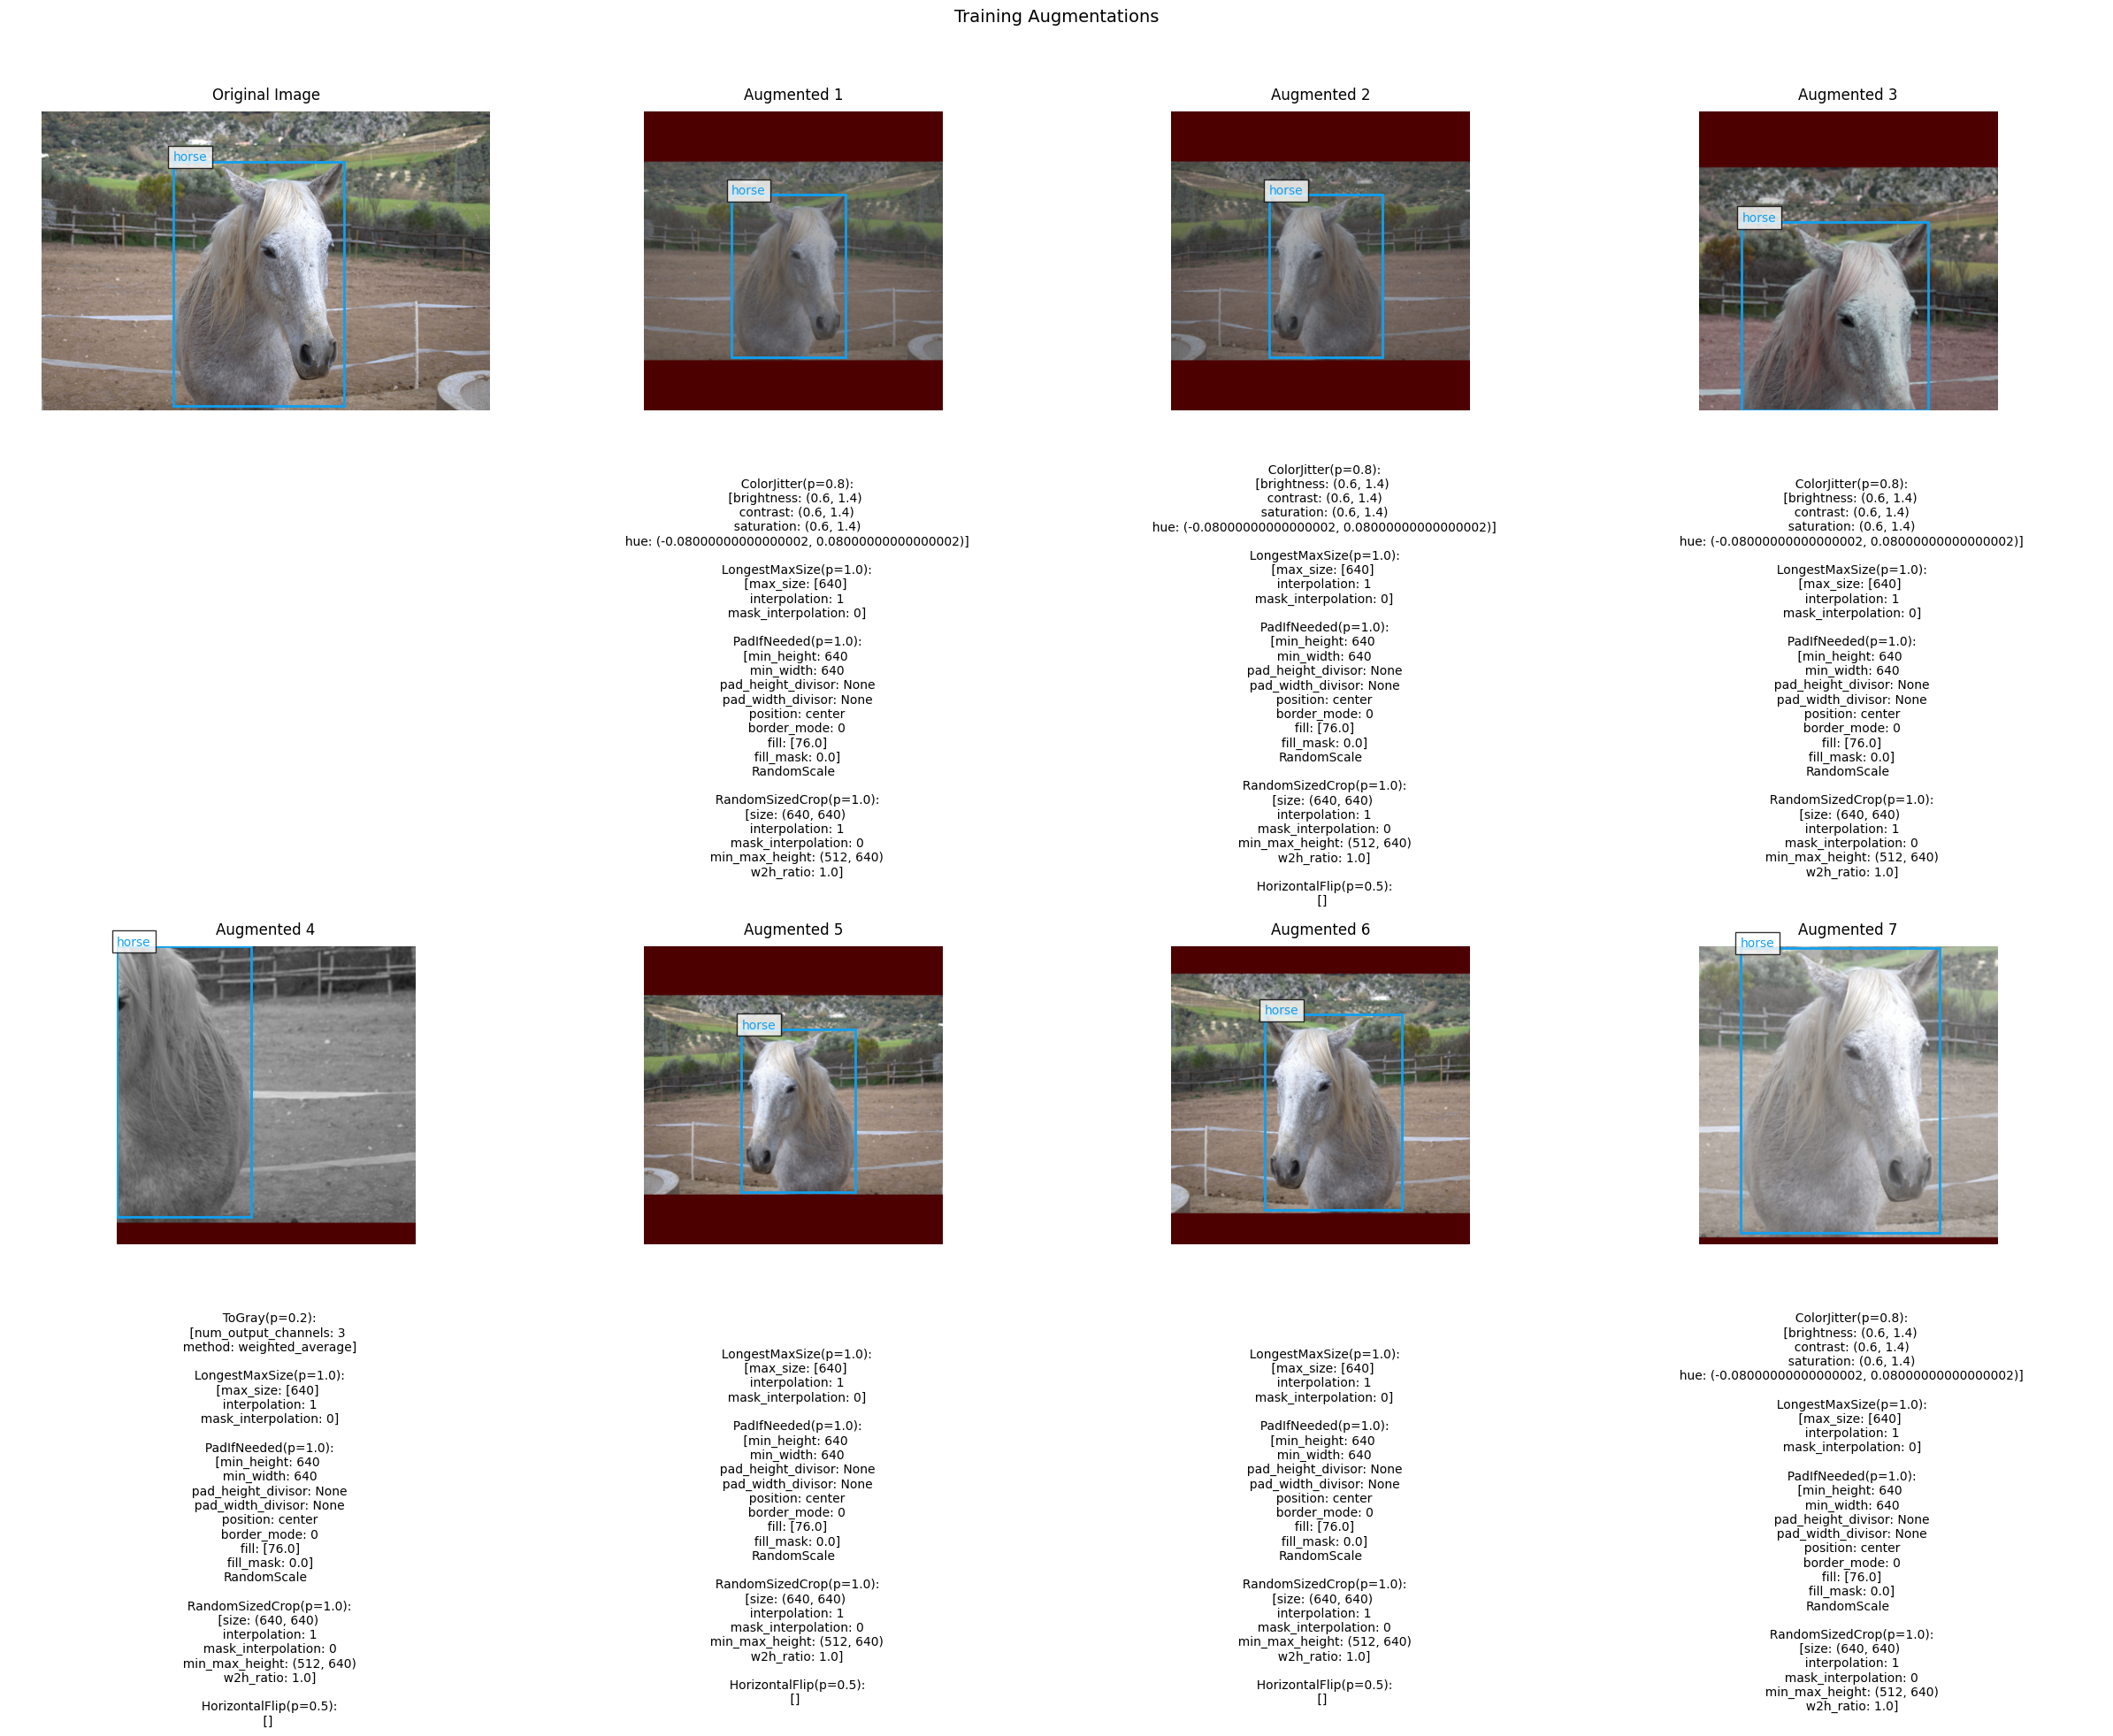 Training Augmentations
Original Image
horse
Augmented 1
horse
ColorJitter(p=0.8):
[brightness: (0.6, 1.4)
contrast: (0.6, 1.4)
saturation: (0.6, 1.4)
hue: (-0.08000000000000002, 0.08000000000000002)]
LongestMaxSize(p=1.0):
[max_size: [640]
interpolation: 1
mask_interpolation: 0]
PadIfNeeded(p=1.0):
[min_height: 640
min_width: 640
pad_height_divisor: None
pad_width_divisor: None
position: center
border_mode: 0
fill: [76.0]
fill_mask: 0.0]
RandomScale
RandomSizedCrop(p=1.0):
[size: (640, 640)
interpolation: 1
mask_interpolation: 0
min_max_height: (512, 640)
w2h_ratio: 1.0]
Augmented 2
horse
ColorJitter(p=0.8):
[brightness: (0.6, 1.4)
contrast: (0.6, 1.4)
saturation: (0.6, 1.4)
hue: (-0.08000000000000002, 0.08000000000000002)]
LongestMaxSize(p=1.0):
[max_size: [640]
interpolation: 1
mask_interpolation: 0]
PadIfNeeded(p=1.0):
[min_height: 640
min_width: 640
pad_height_divisor: None
pad_width_divisor: None
position: center
border_mode: 0
fill: [76.0]
fill_mask: 0.0]
RandomScale
RandomSizedCrop(p=1.0):
[size: (640, 640)
interpolation: 1
mask_interpolation: 0
min_max_height: (512, 640)
w2h_ratio: 1.0]
HorizontalFlip(p=0.5):
[]
Augmented 3
horse
ColorJitter(p=0.8):
[brightness: (0.6, 1.4)
contrast: (0.6, 1.4)
saturation: (0.6, 1.4)
hue: (-0.08000000000000002, 0.08000000000000002)]
LongestMaxSize(p=1.0):
[max_size: [640]
interpolation: 1
mask_interpolation: 0]
PadIfNeeded(p=1.0):
[min_height: 640
min_width: 640
pad_height_divisor: None
pad_width_divisor: None
position: center
border_mode: 0
fill: [76.0]
fill_mask: 0.0]
RandomScale
RandomSizedCrop(p=1.0):
[size: (640, 640)
interpolation: 1
mask_interpolation: 0
min_max_height: (512, 640)
w2h_ratio: 1.0]
Augmented 4
horse
ToGray(p=0.2):
[num_output_channels: 3
method: weighted_average]
LongestMaxSize(p=1.0):
[max_size: [640]
interpolation: 1
mask_interpolation: 0]
PadIfNeeded(p=1.0):
[min_height: 640
min_width: 640
pad_height_divisor: None
pad_width_divisor: None
position: center
border_mode: 0
fill: [76.0]
fill_mask: 0.0]
RandomScale
RandomSizedCrop(p=1.0):
[size: (640, 640)
interpolation: 1
mask_interpolation: 0
min_max_height: (512, 640)
w2h_ratio: 1.0]
HorizontalFlip(p=0.5):
[]
Augmented 5
horse
LongestMaxSize(p=1.0):
[max_size: [640]
interpolation: 1
mask_interpolation: 0]
PadIfNeeded(p=1.0):
[min_height: 640
min_width: 640
pad_height_divisor: None
pad_width_divisor: None
position: center
border_mode: 0
fill: [76.0]
fill_mask: 0.0]
RandomScale
RandomSizedCrop(p=1.0):
[size: (640, 640)
interpolation: 1
mask_interpolation: 0
min_max_height: (512, 640)
w2h_ratio: 1.0]
HorizontalFlip(p=0.5):
[]
Augmented 6
horse
LongestMaxSize(p=1.0):
[max_size: [640]
interpolation: 1
mask_interpolation: 0]
PadIfNeeded(p=1.0):
[min_height: 640
min_width: 640
pad_height_divisor: None
pad_width_divisor: None
position: center
border_mode: 0
fill: [76.0]
fill_mask: 0.0]
RandomScale
RandomSizedCrop(p=1.0):
[size: (640, 640)
interpolation: 1
mask_interpolation: 0
min_max_height: (512, 640)
w2h_ratio: 1.0]
HorizontalFlip(p=0.5):
[]
Augmented 7
horse
ColorJitter(p=0.8):
[brightness: (0.6, 1.4)
contrast: (0.6, 1.4)
saturation: (0.6, 1.4)
hue: (-0.08000000000000002, 0.08000000000000002)]
LongestMaxSize(p=1.0):
[max_size: [640]
interpolation: 1
mask_interpolation: 0]
PadIfNeeded(p=1.0):
[min_height: 640
min_width: 640
pad_height_divisor: None
pad_width_divisor: None
position: center
border_mode: 0
fill: [76.0]
fill_mask: 0.0]
RandomScale
RandomSizedCrop(p=1.0):
[size: (640, 640)
interpolation: 1
mask_interpolation: 0
min_max_height: (512, 640)
w2h_ratio: 1.0]